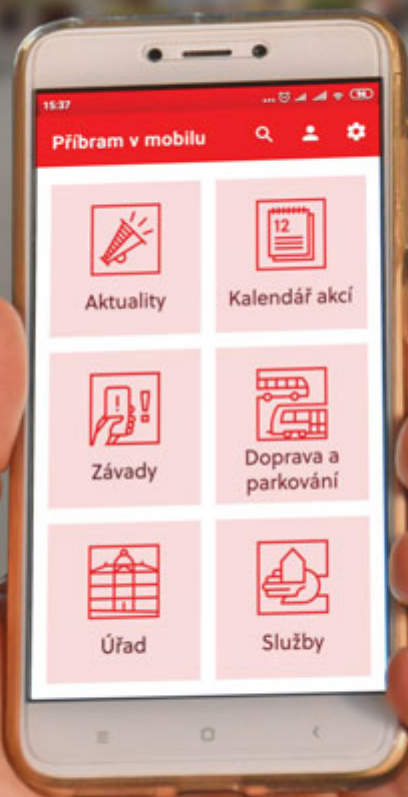 15:37
Příbram v mobilu
12
Aktuality
Kalendář akcí
Závady
Doprava a
parkování
Úřad
Služby